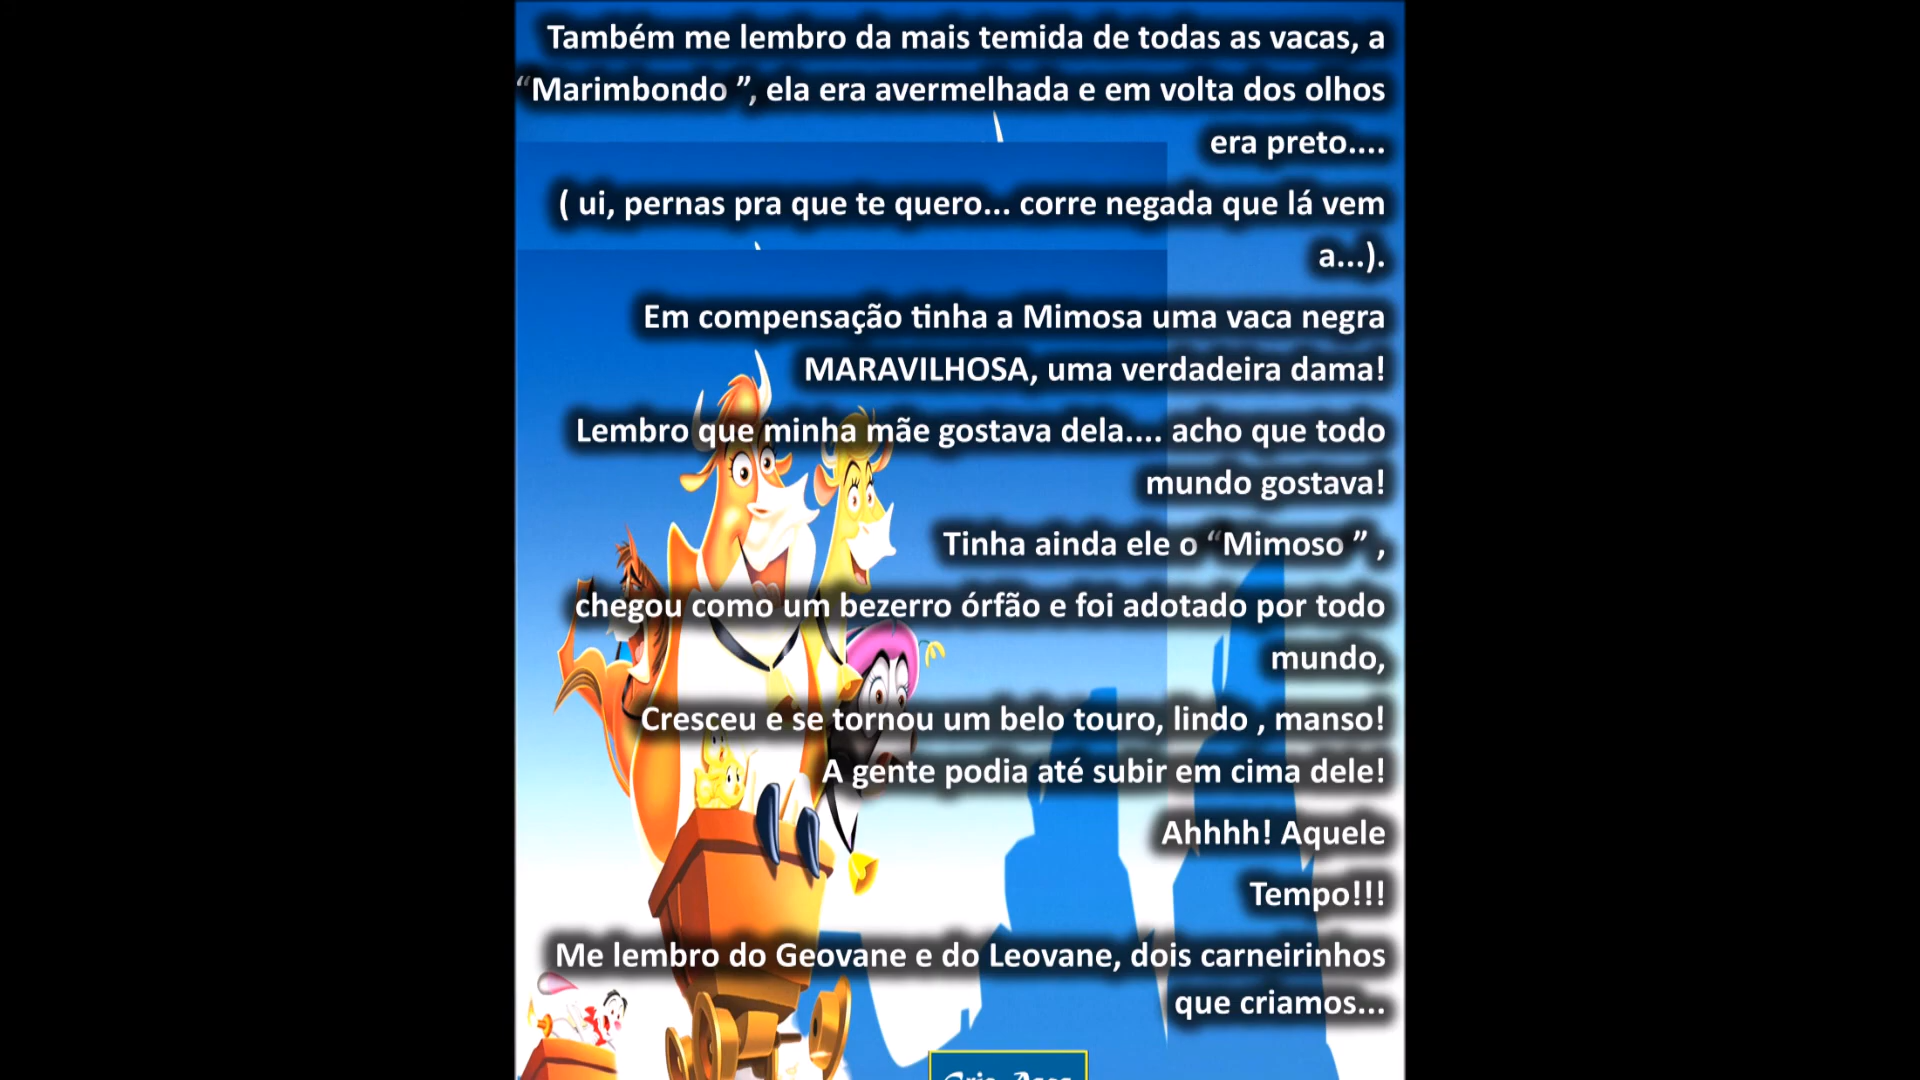 Também me lembro da mais temida de todas as vacas, a
“Marimbondo ”, ela era avermelhada e em volta dos olhos
era preto....
( ui, pernas pra que te quero... corre negada que lá vem
a...).
Em compensação tinha a Mimosa uma vaca negra
MARAVILHOSA, uma verdadeira dama!
Lembro que minha mãe gostava dela.... acho que todo
mundo gostava!
Tinha ainda ele o “Mimoso ” ,
chegou como um bezerro órfão e foi adotado por todo
mundo,
Cresceu e se tornou um belo touro, lindo , manso!
A gente podia até subir em cima dele!
Ahhhh! Aquele
Tempo!!!
Me lembro do Geovane e do Leovane, dois carneirinhos
que criamos...